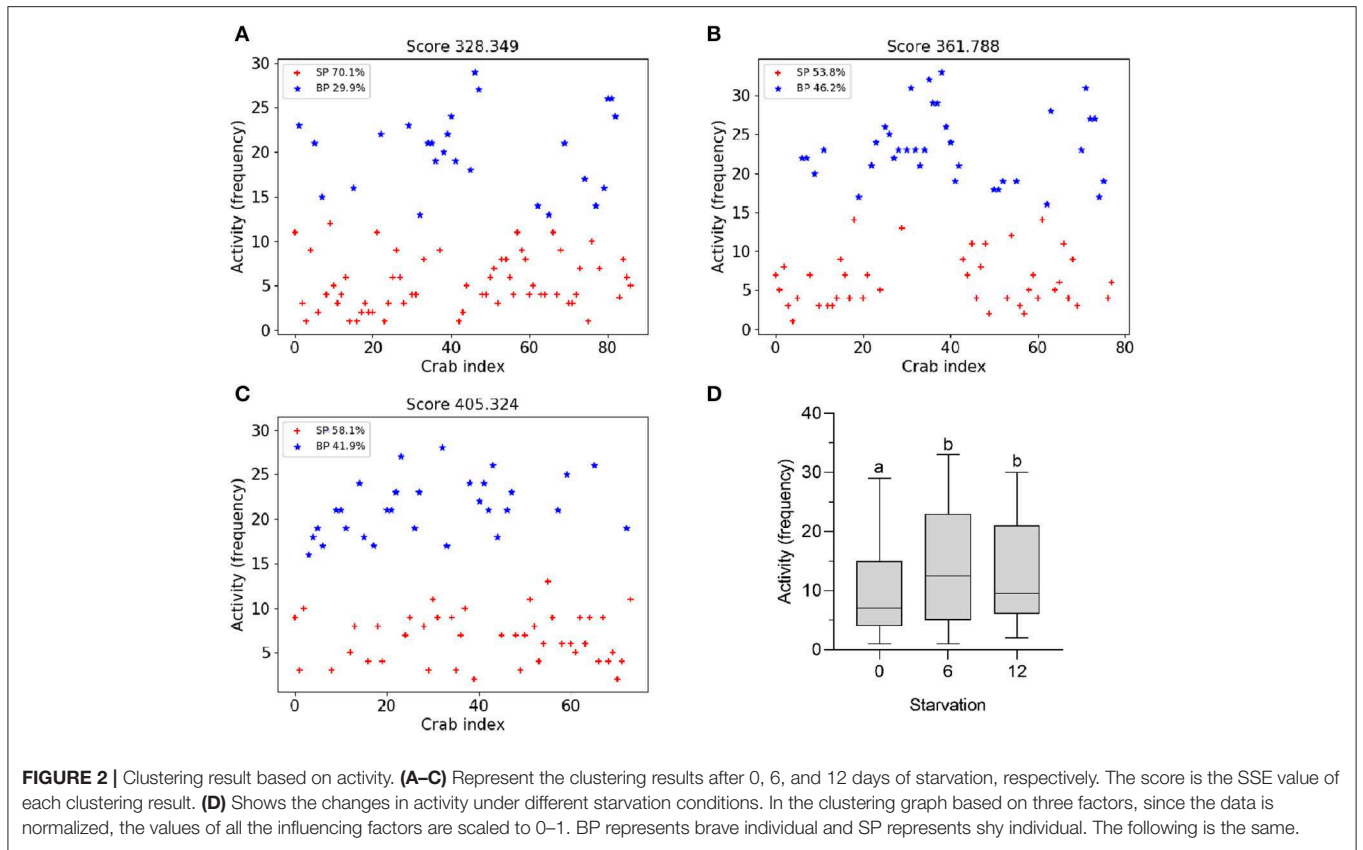 A
Score 328.349
SP 70.1%
BP 29.9%
30
25
20
15
10
5
0
Activity (frequency)
0 20 40 60 80
Crab index
B
Score 361.788
SP 53.8%
BP 46.2%
30
25
20
15
10
5
0
Activity (frequency)
0 20 40 60 80
Crab index
C
Score 405.324
SP 58.1%
BP 41.9%
30
25
20
15
10
5
Activity (frequency)
0 20 40 60
Crab index
D
40
30
20
10
0
Activity (frequency)
a b b
0 6 12
Starvation
FIGURE 2 | Clustering result based on activity. (A–C) Represent the clustering results after 0, 6, and 12 days of starvation, respectively. The score is the SSE value of
each clustering result. (D) Shows the changes in activity under different starvation conditions. In the clustering graph based on three factors, since the data is
normalized, the values of all the influencing factors are scaled to 0–1. BP represents brave individual and SP represents shy individual. The following is the same.